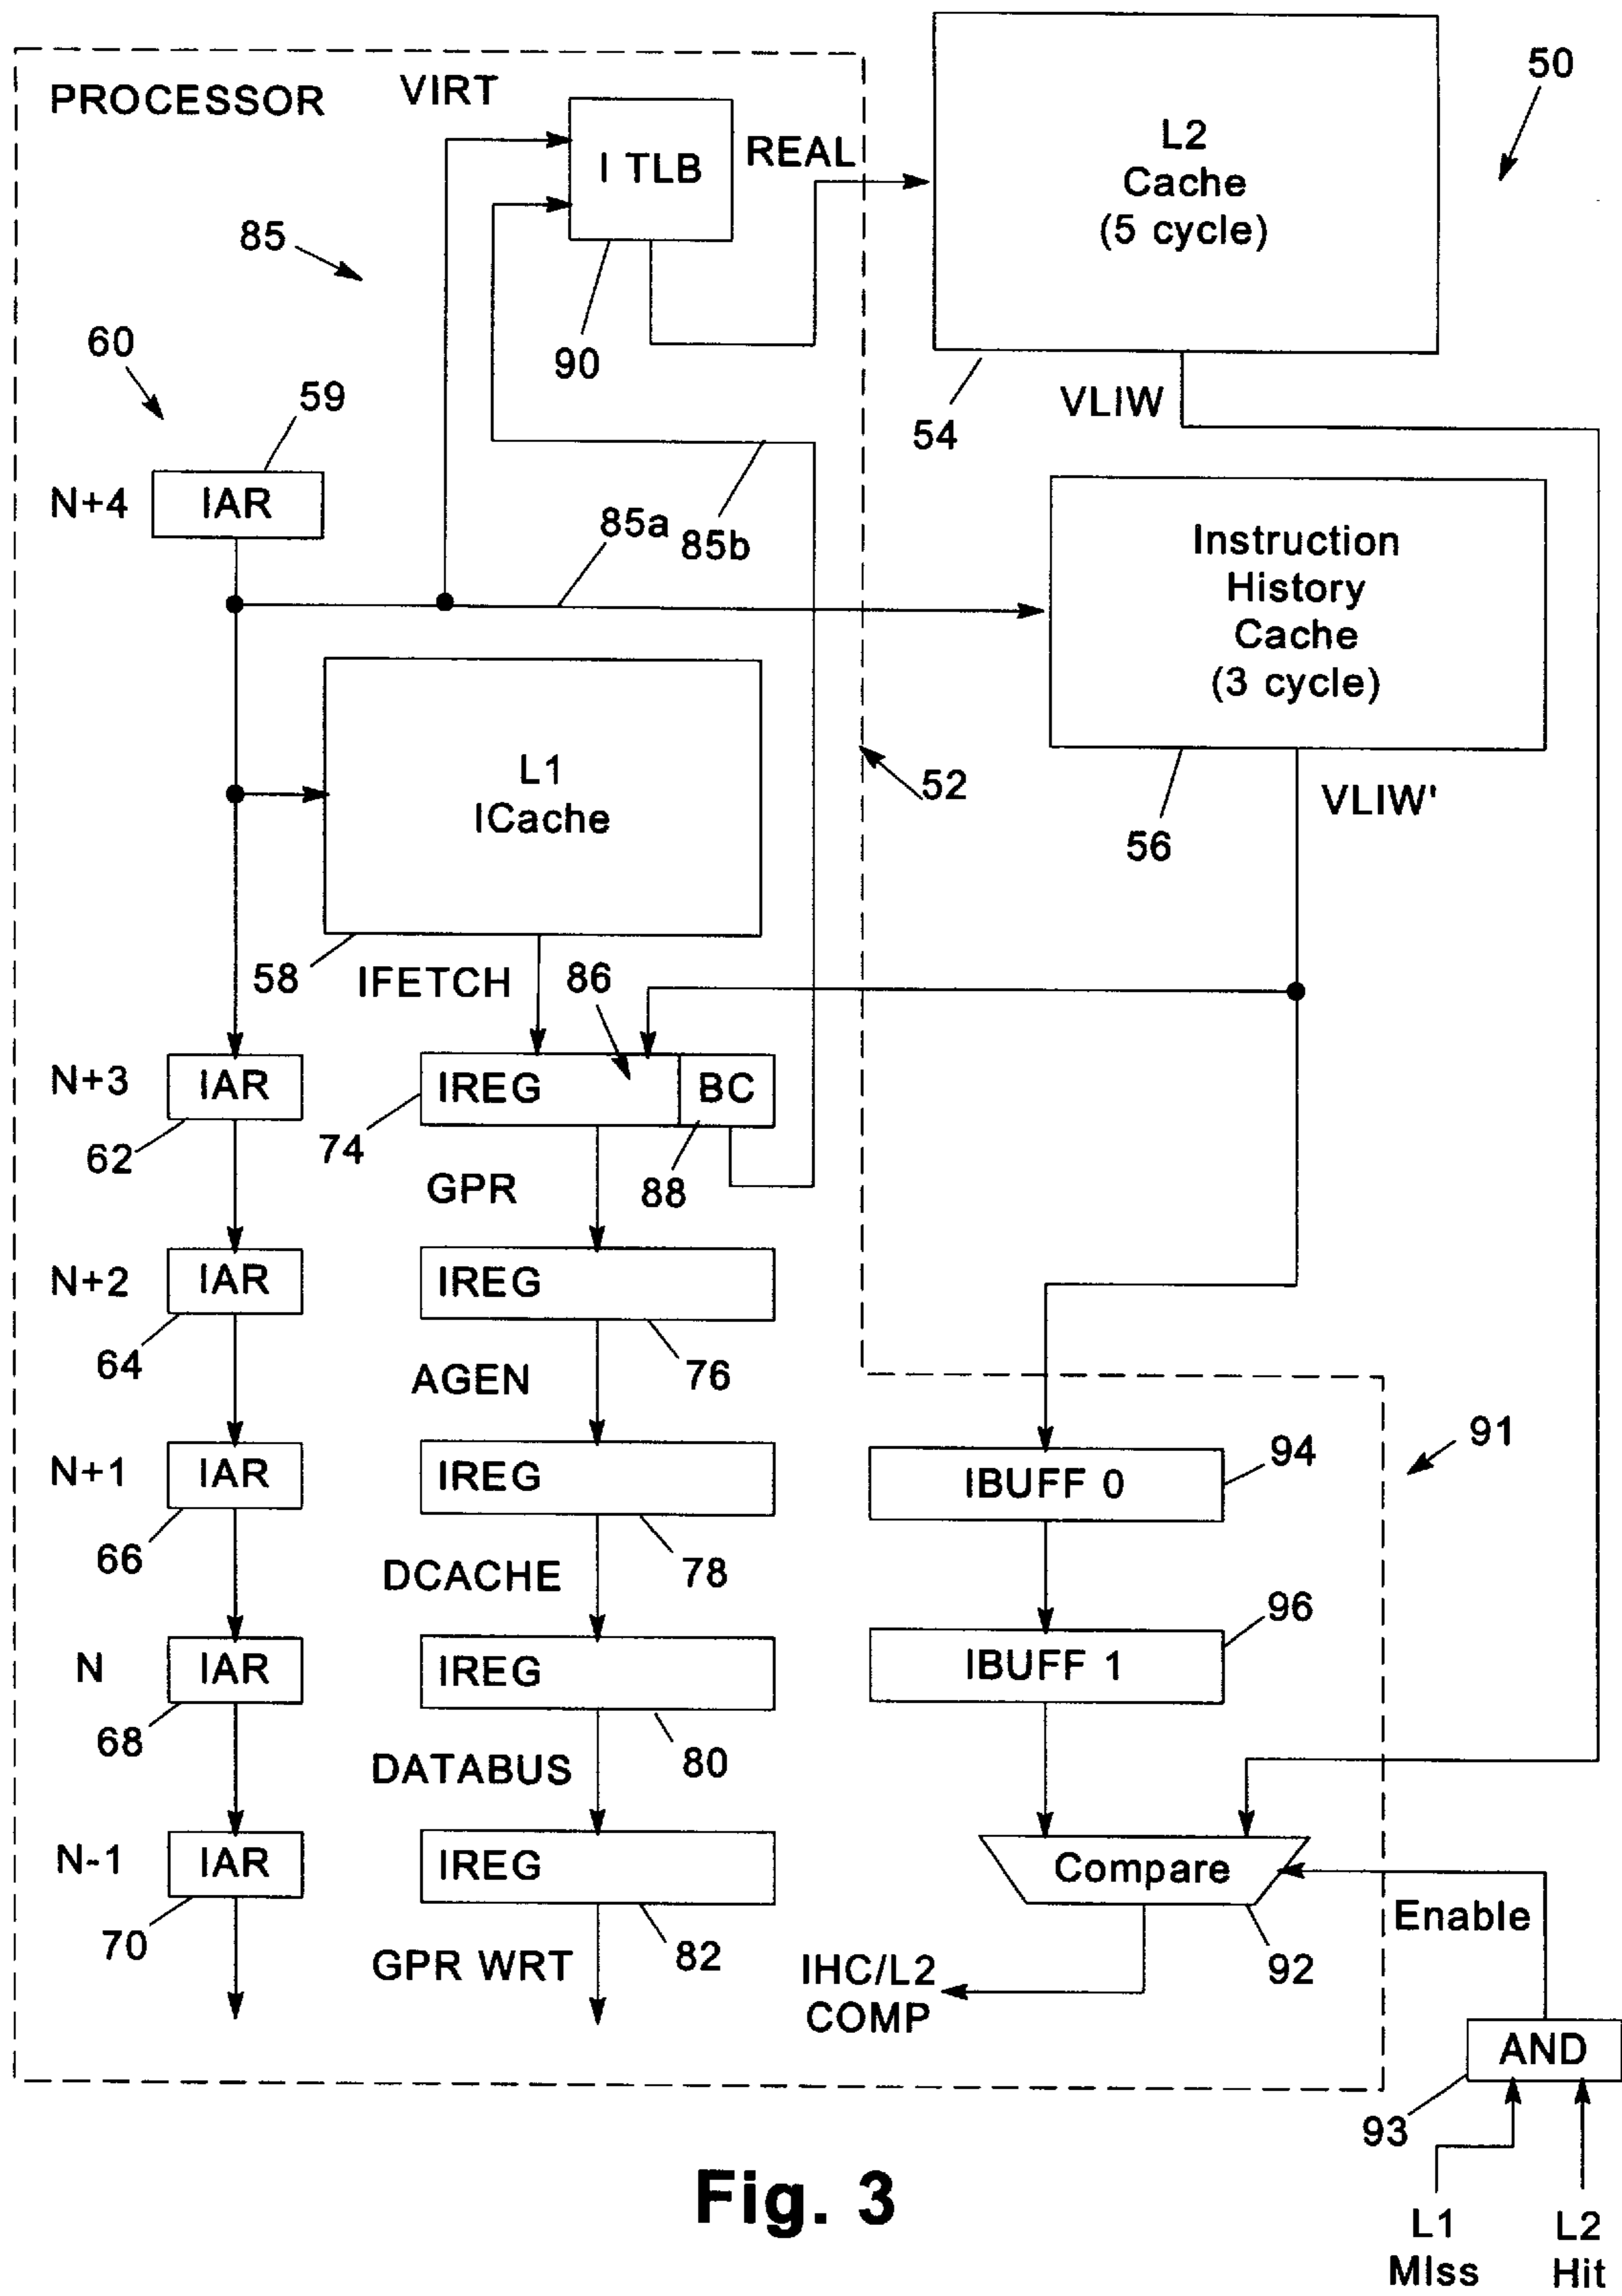 PROCESSOR
VIRT
I TLB
REAL
L2
Cache
(5 cycle)
50
85
90
60
59
54
VLIW
N+4
IAR
85a
85b
Instruction
History
Cache
(3 cycle)
L1
ICache
52
56
VLIW'
58
IFETCH
86
N+3
IAR
IREG
BC
62
74
GPR
88
N+2
IAR
IREG
64
76
AGEN
91
N+1
IAR
IREG
IBUFF 0
94
66
78
DCACHE
96
N
IAR
IREG
IBUFF 1
68
80
DATABUS
N-1
IAR
IREG
Compare
Enable
70
82
GPR WRT
92
IHC/L2
COMP
AND
93
L1
MIss
L2
Hit
Fig. 3